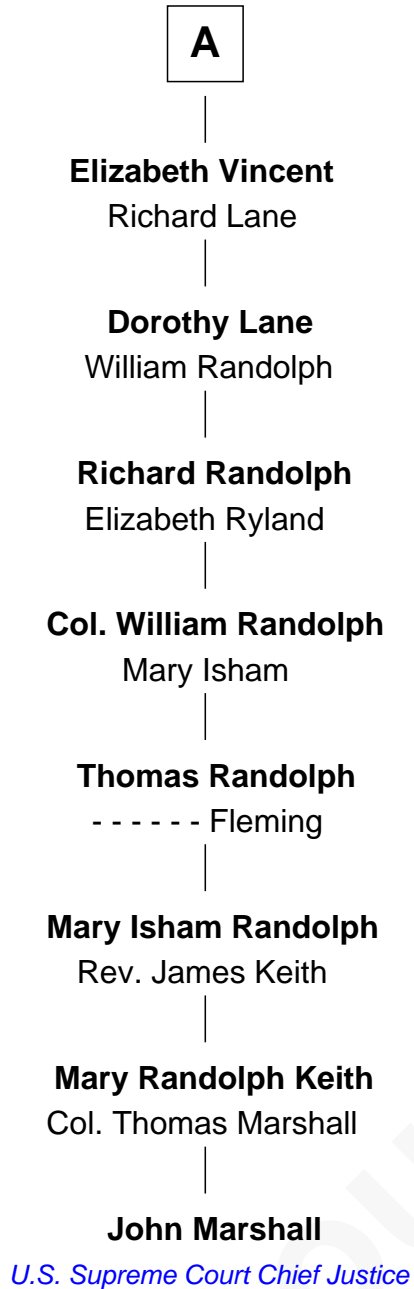 A
Elizabeth Vincent
Richard Lane
Dorothy Lane
William Randolph
Richard Randolph
Elizabeth Ryland
Col. William Randolph
Mary Isham
Thomas Randolph
- - - - - - Fleming
Mary Isham Randolph
Rev. James Keith
Mary Randolph Keith
Col. Thomas Marshall
John Marshall
U.S. Supreme Court Chief Justice